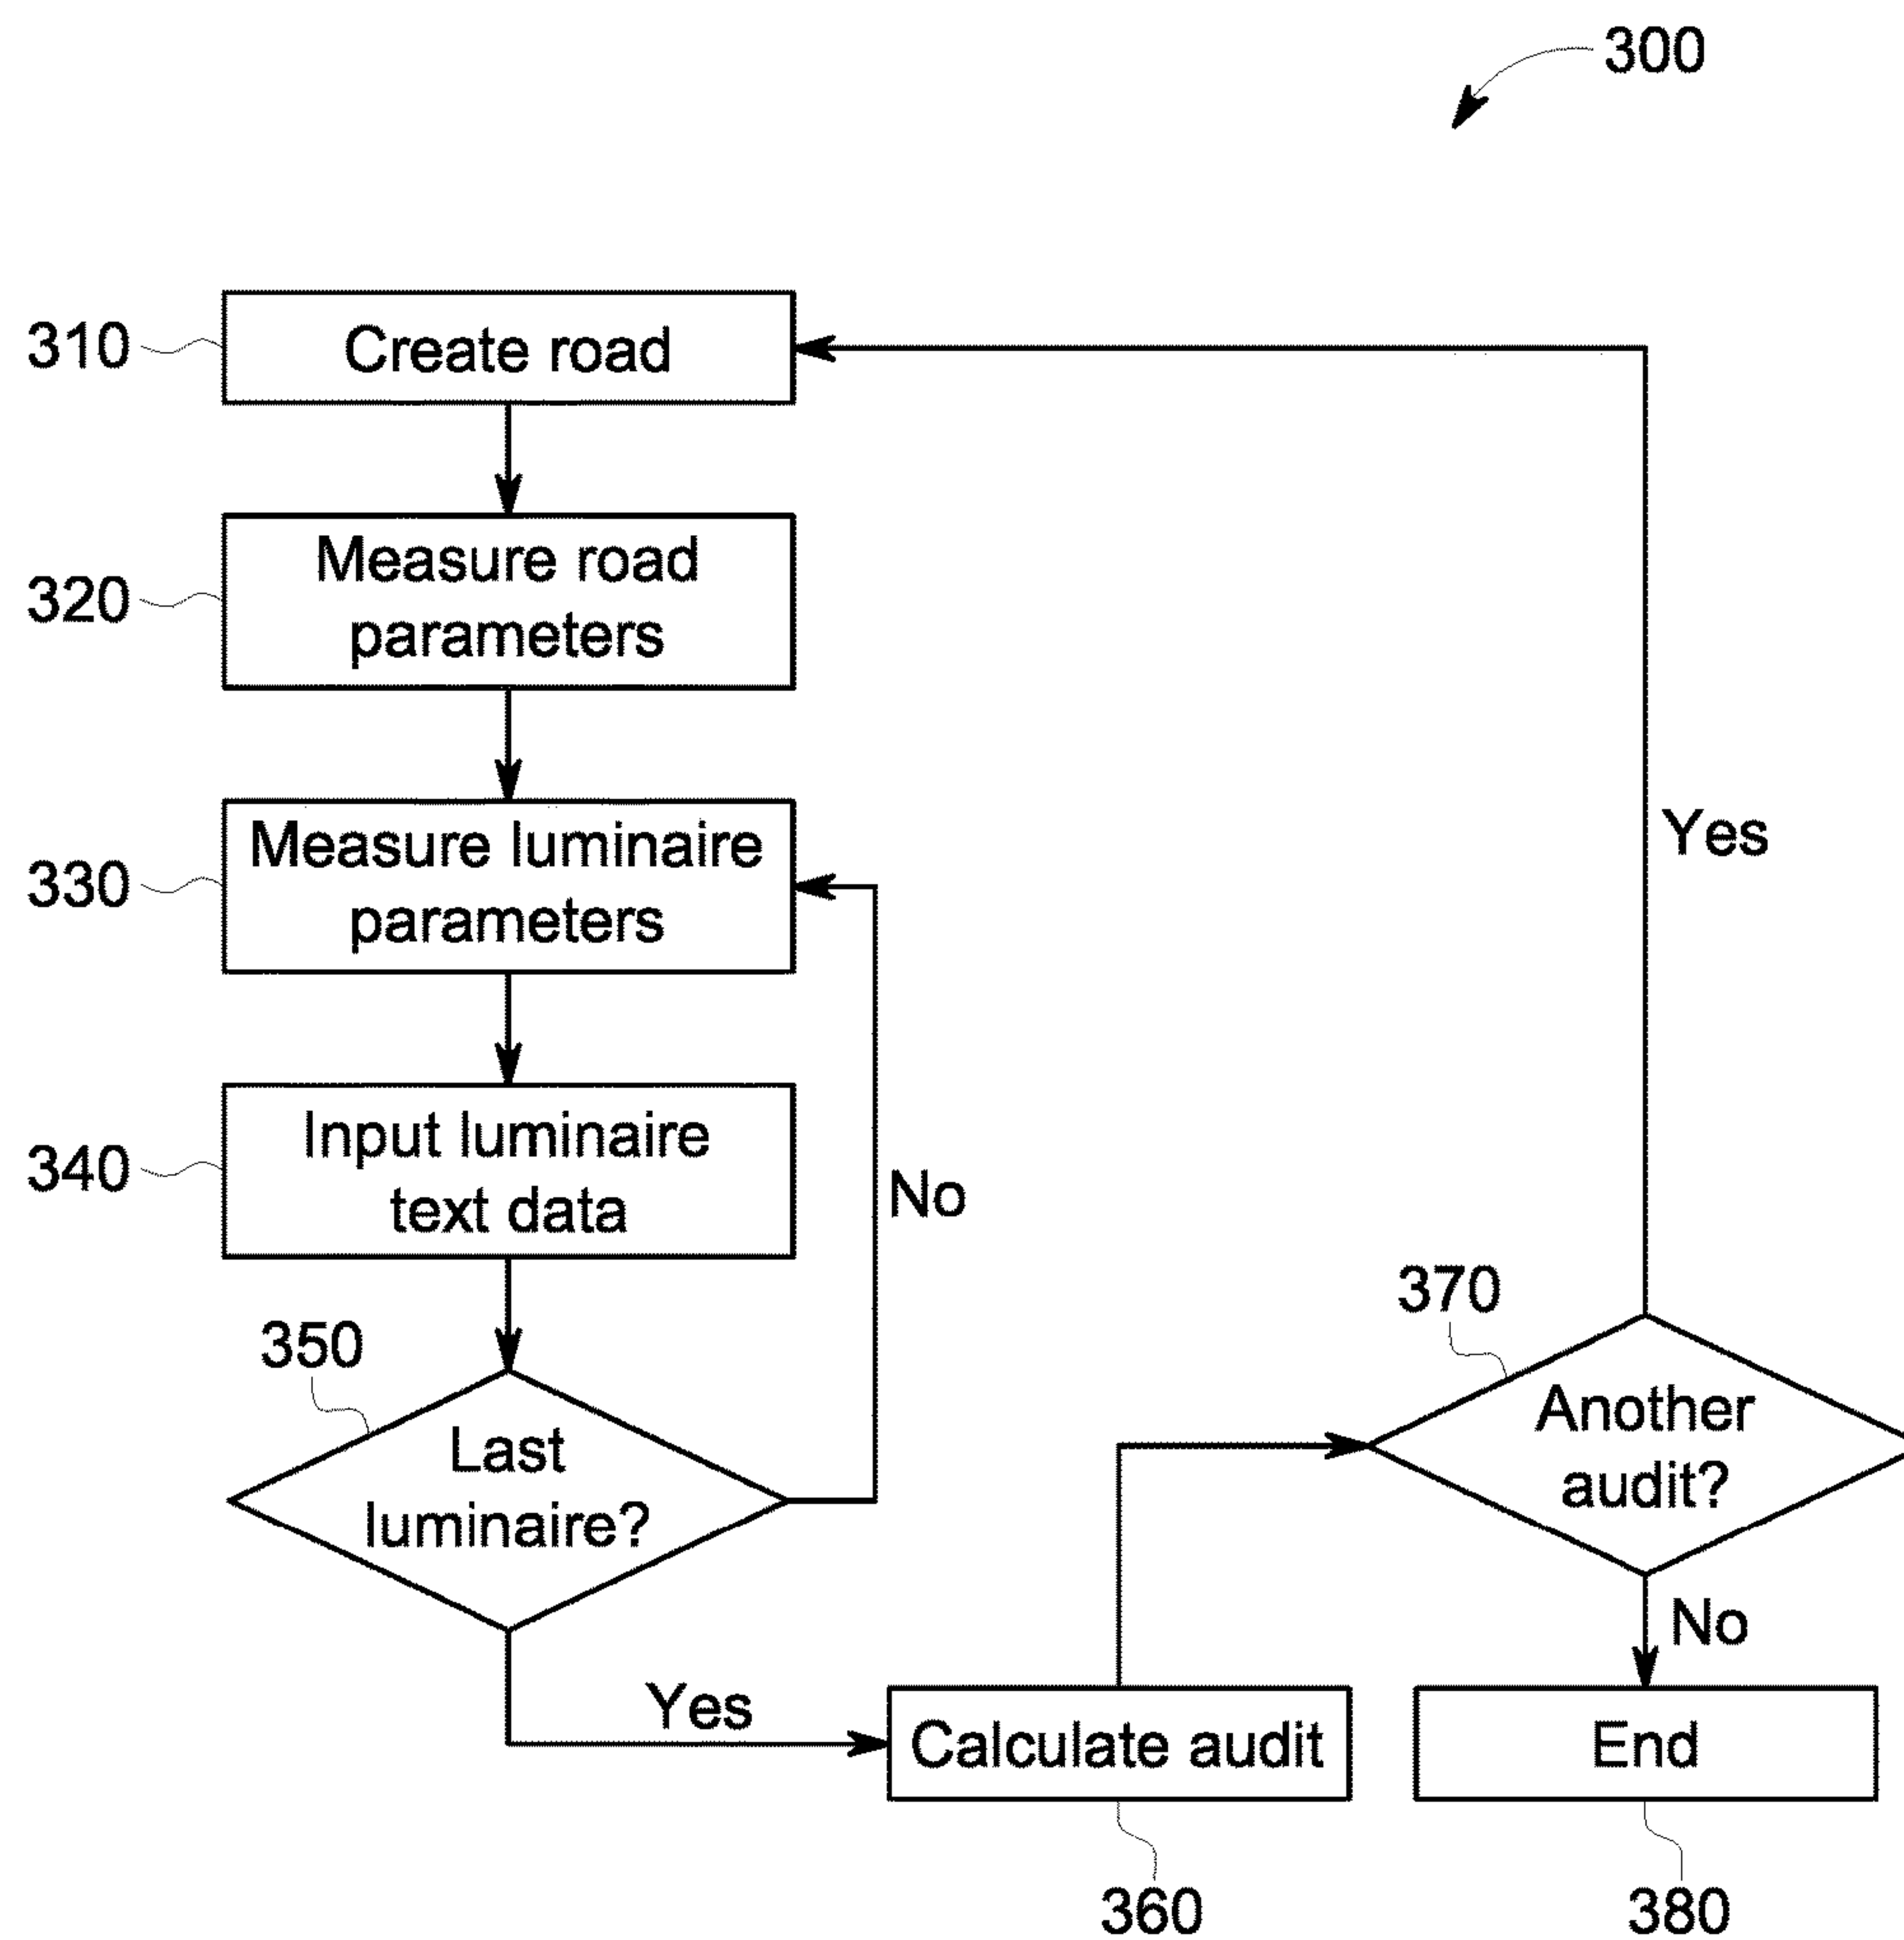 300
310
Create road
320
Measure road
parameters
330
Measure luminaire
parameters
Yes
340
Input luminaire
text data
No
350
Last
luminaire?
370
Another
audit?
Yes
Calculate audit
No
End
360
380